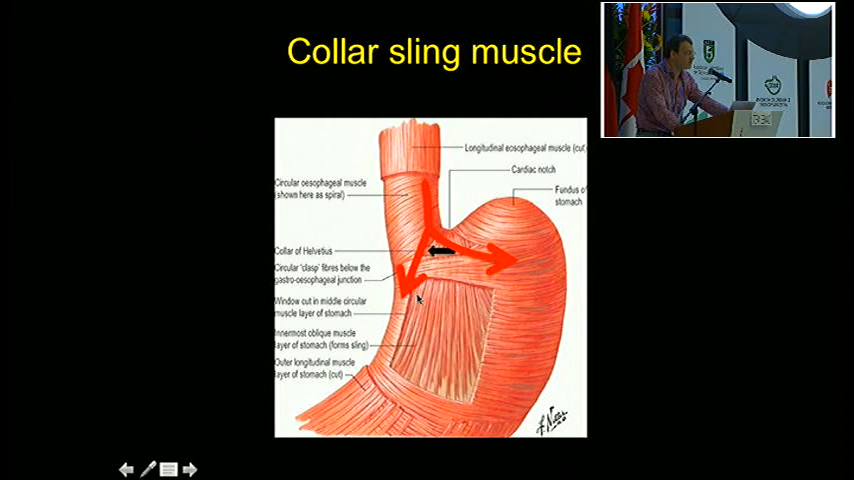 Collar sling muscle
Longitudinal eosophageal muscle (cut,
Cardiac notch
Circular oesophageal muscle
(shown here as spiral)
Fundus of
stomach
Collar of Helvetius
Circular 'clasp' fibres below the
gastro-oesophageal junction
Window cut in middle circular
muscle layer of stomach
Innermost oblique muscle
layer of stomach (forms sling)
Outer longitudinal muscle
layer of stomach (cut)